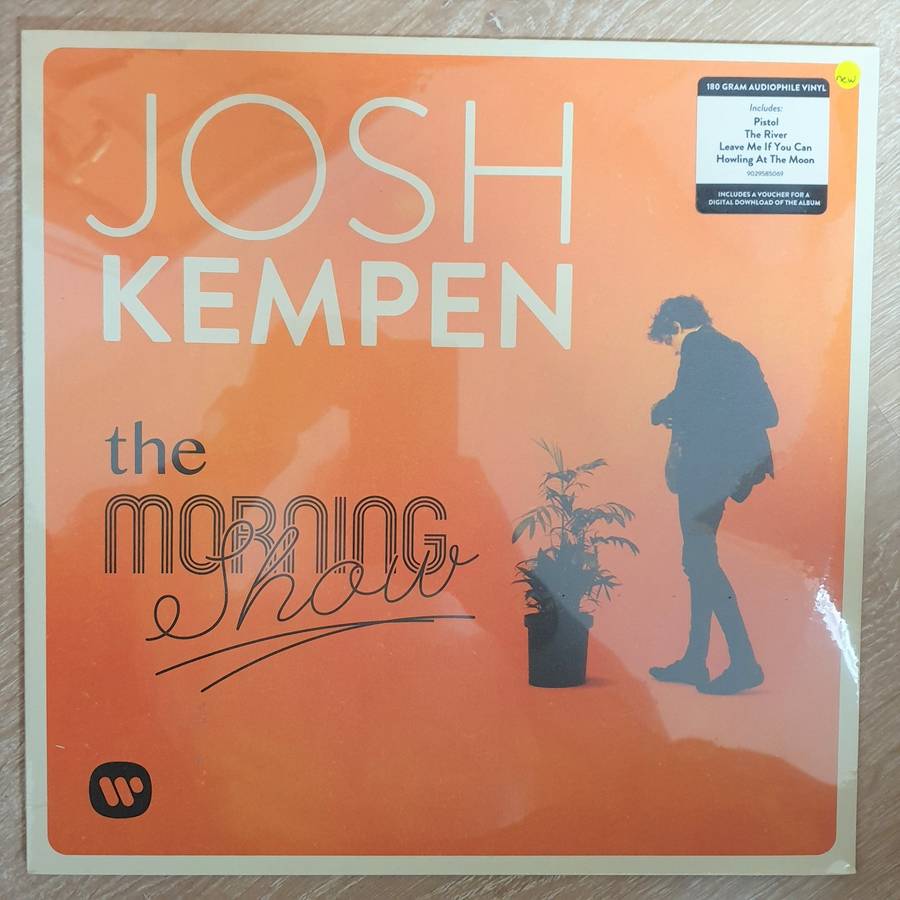 JOSH
KEMPEN
the
MORNING
Show
180 GRAM AUDIOPHILE VINYL
Includes:
Pistol
The River
Leave Me If You Can
Howling At The Moon
9029585069
INCLUDES A VOUCHER FOR A
DIGITAL DOWNLOAD OF THE ALBUM
new